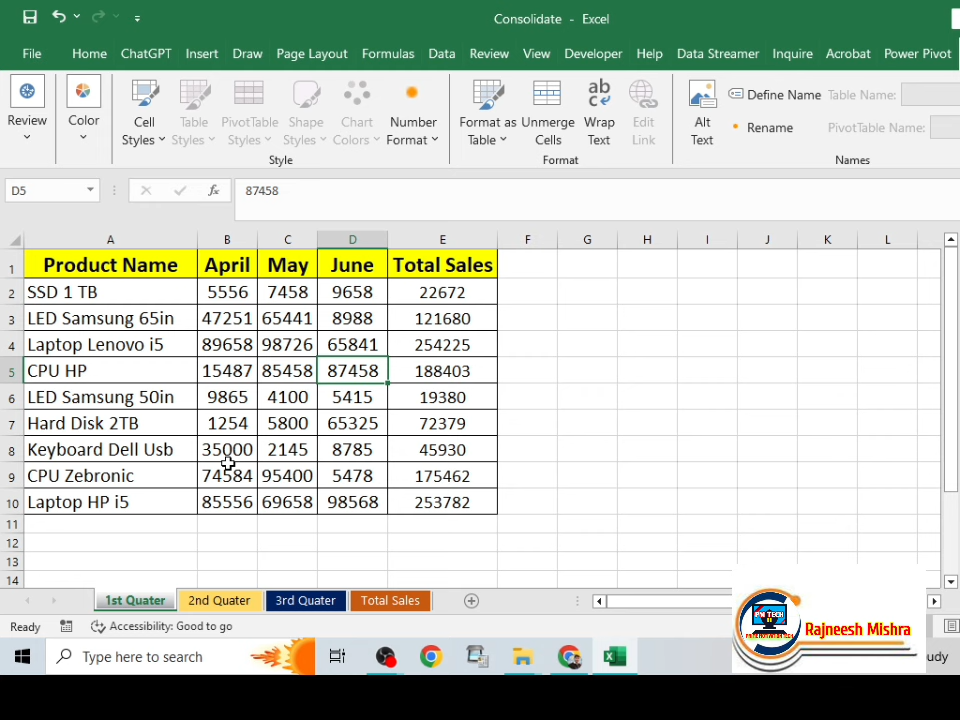 Consolidate - Excel
File Home ChatGPT Insert Draw Page Layout Formulas Data Review View Developer Help Data Streamer Inquire Acrobat Power Pivot
Review Color Cell Styles Table Styles PivotTable Styles Shape Styles Chart Colors Number Format Format as Table Unmerge Cells Wrap Text Edit Link Alt Text Define Name Table Name:
Rename PivotTable Name:
Style Format Names
D5 fx 87458
A B C D E F G H I J K L
1 Product Name April May June Total Sales
2 SSD 1 TB 5556 7458 9658 22672
3 LED Samsung 65in 47251 65441 8988 121680
4 Laptop Lenovo i5 89658 98726 65841 254225
5 CPU HP 15487 85458 87458 188403
6 LED Samsung 50in 9865 4100 5415 19380
7 Hard Disk 2TB 1254 5800 65325 72379
8 Keyboard Dell Usb 35000 2145 8785 45930
9 CPU Zebronic 74584 95400 5478 175462
10 Laptop HP i5 85556 69658 98568 253782
11
12
13
14
1st Quater 2nd Quater 3rd Quater Total Sales
Ready Accessibility: Good to go
Rajneesh Mishra
Type here to search